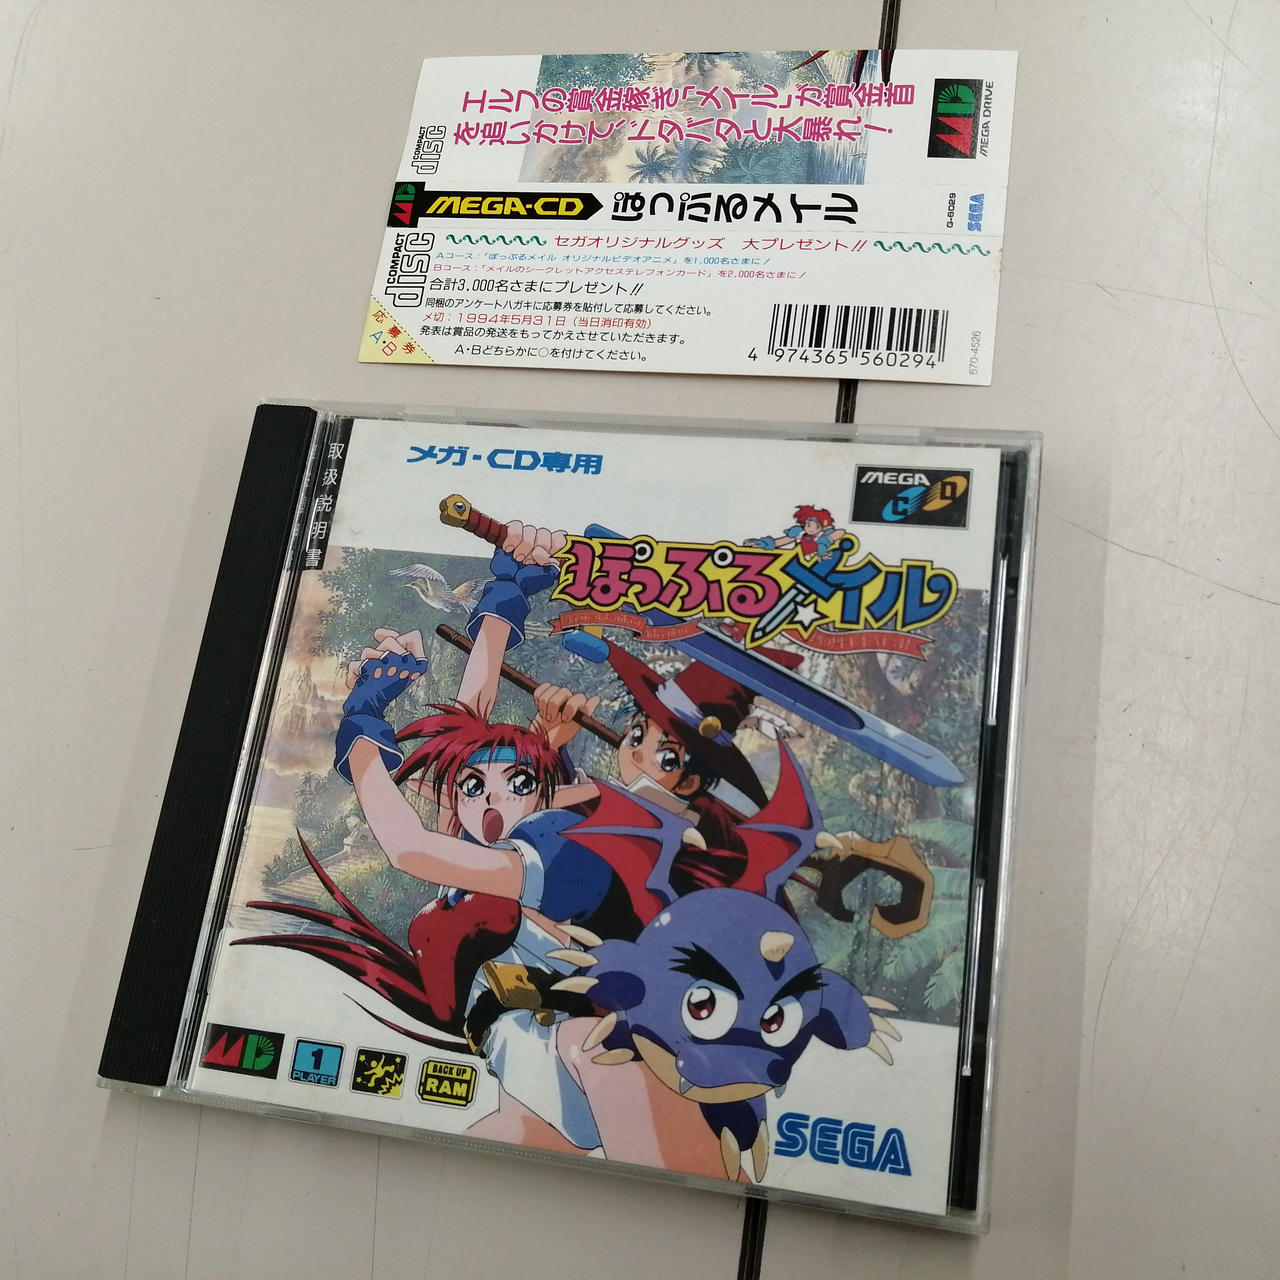 エルフの賞金稼ぎ「メイル」が賞金首
を追いかけて、ドタバタと大暴れ!
COMPACT
disc
MD
MEGA DRIVE
MD
MEGA-CD
ぽっぷるメイル
G-6029
SEGA
COMPACT
disc
セガオリジナルグッズ 大プレゼント!!
Aコース:「ぽっぷるメイル オリジナルビデオアニメ」を1,000名さまに!
Bコース:「メイルのシークレットアクセステレフォンカード」を2,000名さまに!
合計3,000名さまにプレゼント!!
同梱のアンケートハガキに応募券を貼付して応募してください。
〆切:1994年5月31日(当日消印有効)
発表は賞品の発送をもってかえさせていただきます。
A・Bどちらかに○を付けてください。
応募券
A・B
4 974365 560294
670-4526
取扱説明書
メガ・CD専用
MEGA
CD
ぽっぷるメイル
MD
1
PLAYER
BACK UP
RAM
SEGA